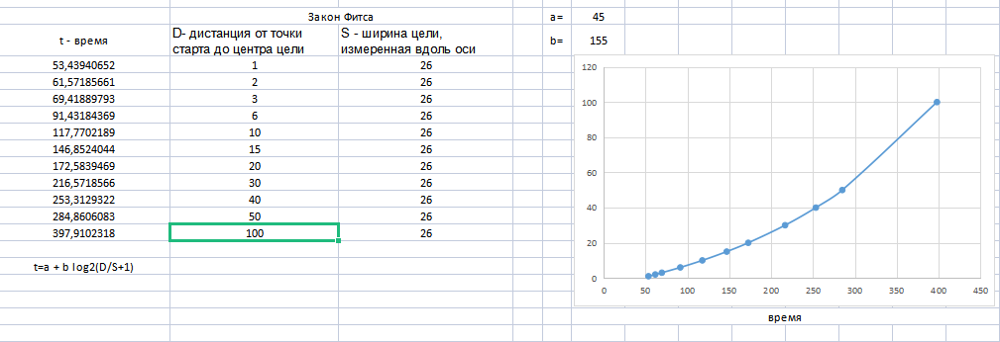 Закон Фитса
a= 45
t - время
D- дистанция от точки
старта до центра цели
S - ширина цели,
измеренная вдоль оси
b= 155
53,43940652 1 26
61,57185661 2 26
69,41889793 3 26
91,43184369 6 26
117,7702189 10 26
146,8524044 15 26
172,5839469 20 26
216,5718566 30 26
253,3129322 40 26
284,8606083 50 26
397,9102318 100 26
t=a + b log2(D/S+1)
120
100
80
60
40
20
0
0 50 100 150 200 250 300 350 400 450
время